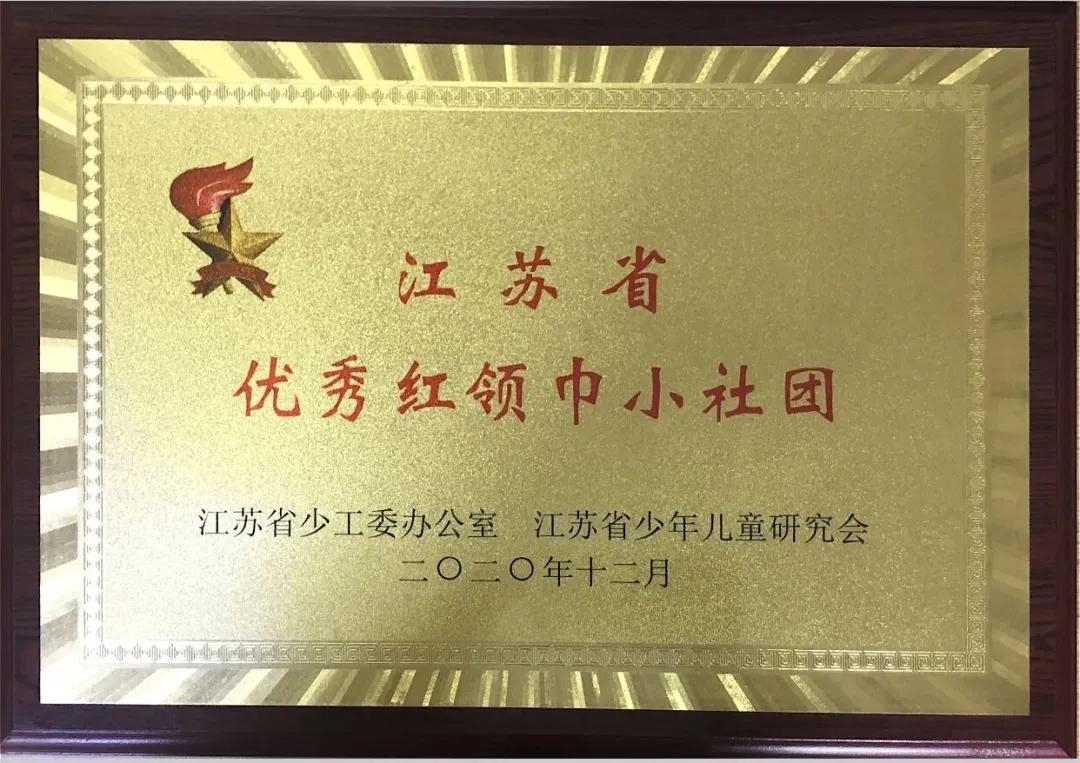 江苏省
优秀红领巾小社团
江苏省少工委办公室 江苏省少年儿童研究会
二〇二〇年十二月